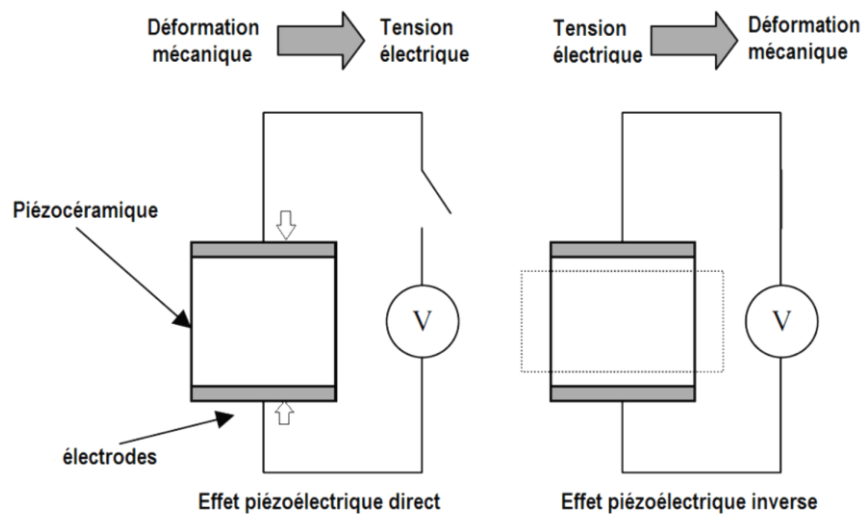 Déformation
mécanique
Tension
électrique
Tension
électrique
Déformation
mécanique
Piézocéramique
V
V
électrodes
Effet piézoélectrique direct
Effet piézoélectrique inverse